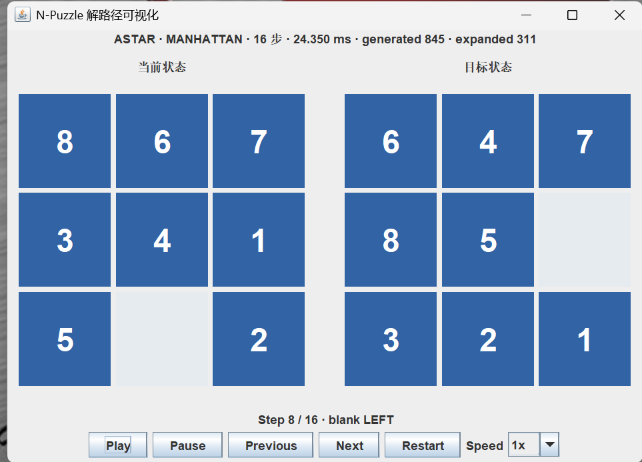 N-Puzzle 解路径可视化
ASTAR · MANHATTAN · 16 步 · 24.350 ms · generated 845 · expanded 311
当前状态 目标状态
8 6 7 6 4 7
3 4 1 8 5
5 2 3 2 1
Step 8 / 16 · blank LEFT
Play Pause Previous Next Restart Speed 1x